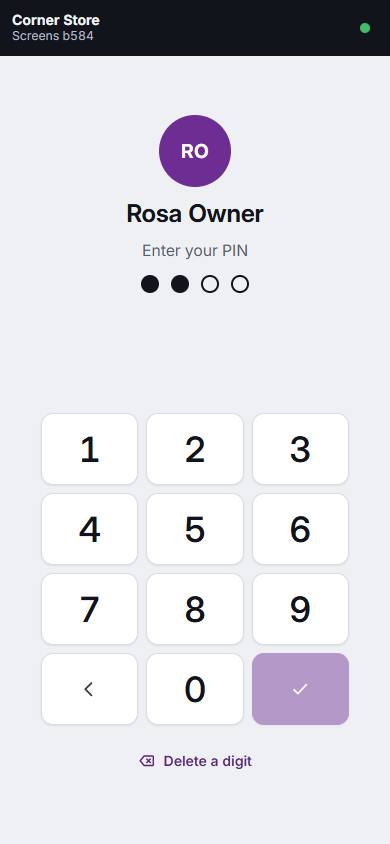 Corner Store
Screens b584
RO
Rosa Owner
Enter your PIN
1 2 3
4 5 6
7 8 9
0
Delete a digit